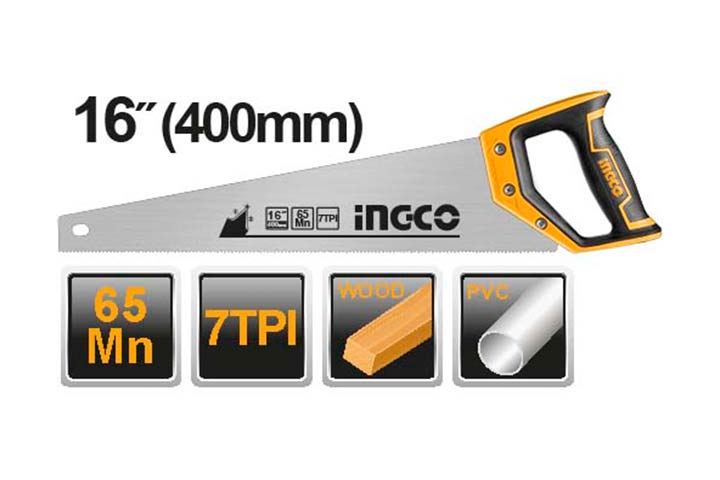 16″(400mm)
INGCO
16″
400mm
65
Mn
7TPI
INGCO
65
Mn
7TPI
WOOD
PVC